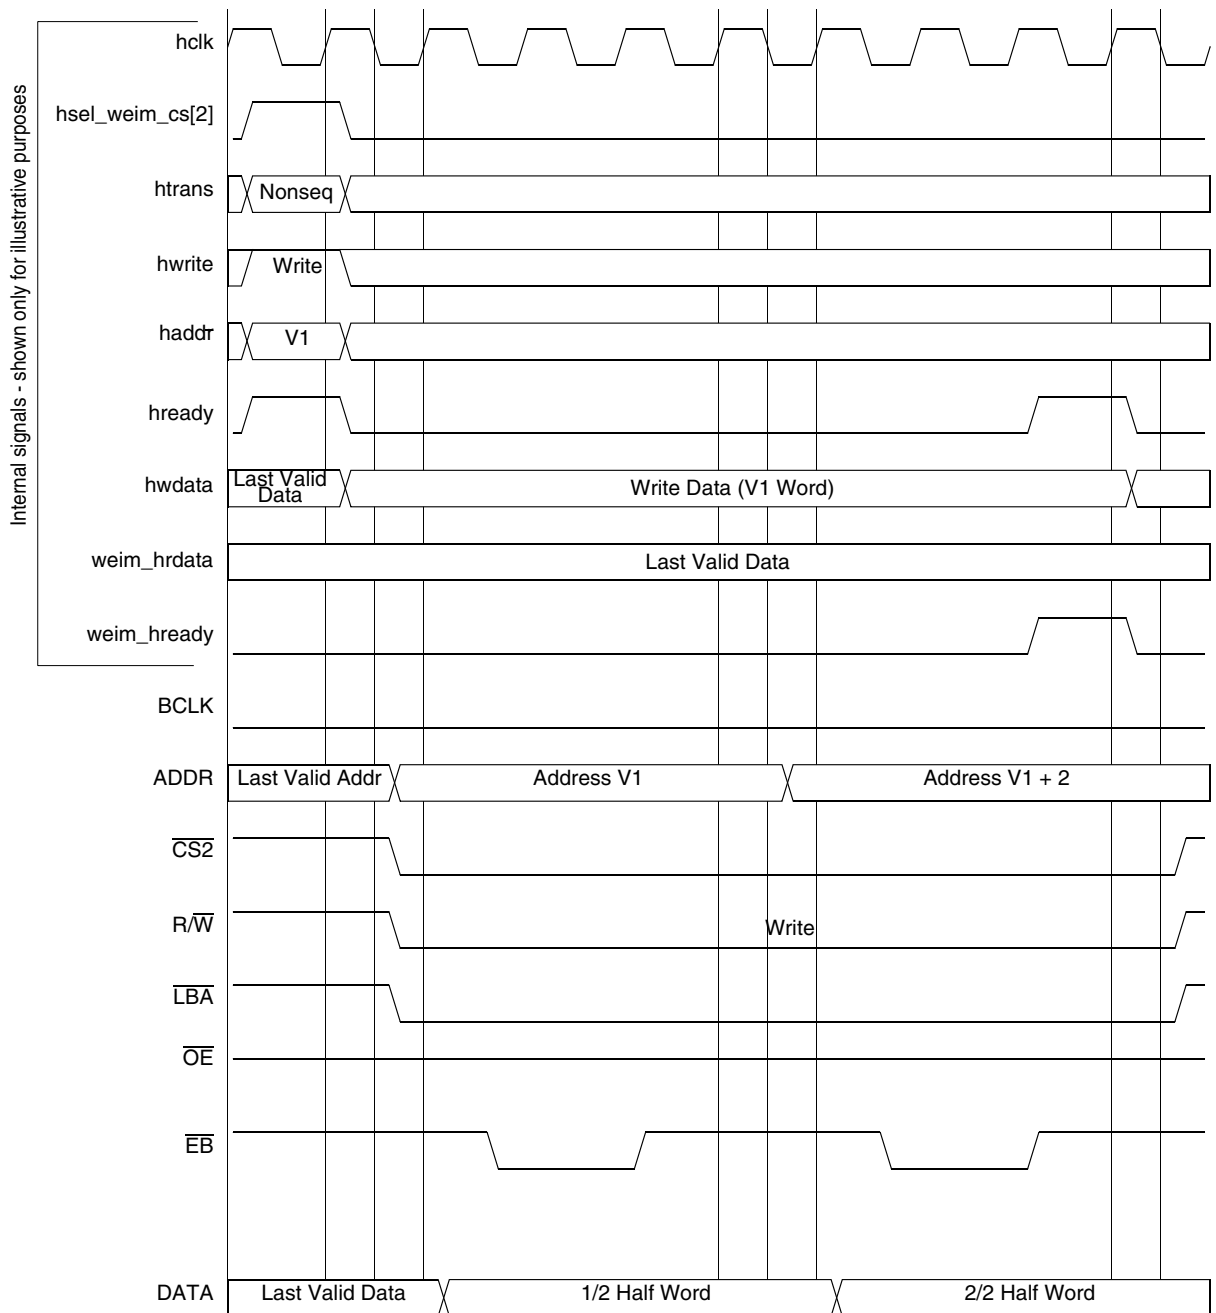 Internal signals - shown only for illustrative purposes
hclk
hsel_weim_cs[2]
htrans
Nonseq
hwrite
Write
haddr
V1
hready
hwdata
Last Valid
Data
Write Data (V1 Word)
weim_hrdata
Last Valid Data
weim_hready
BCLK
ADDR
Last Valid Addr
Address V1
Address V1 + 2
CS2
R/W
Write
LBA
OE
EB
DATA
Last Valid Data
1/2 Half Word
2/2 Half Word